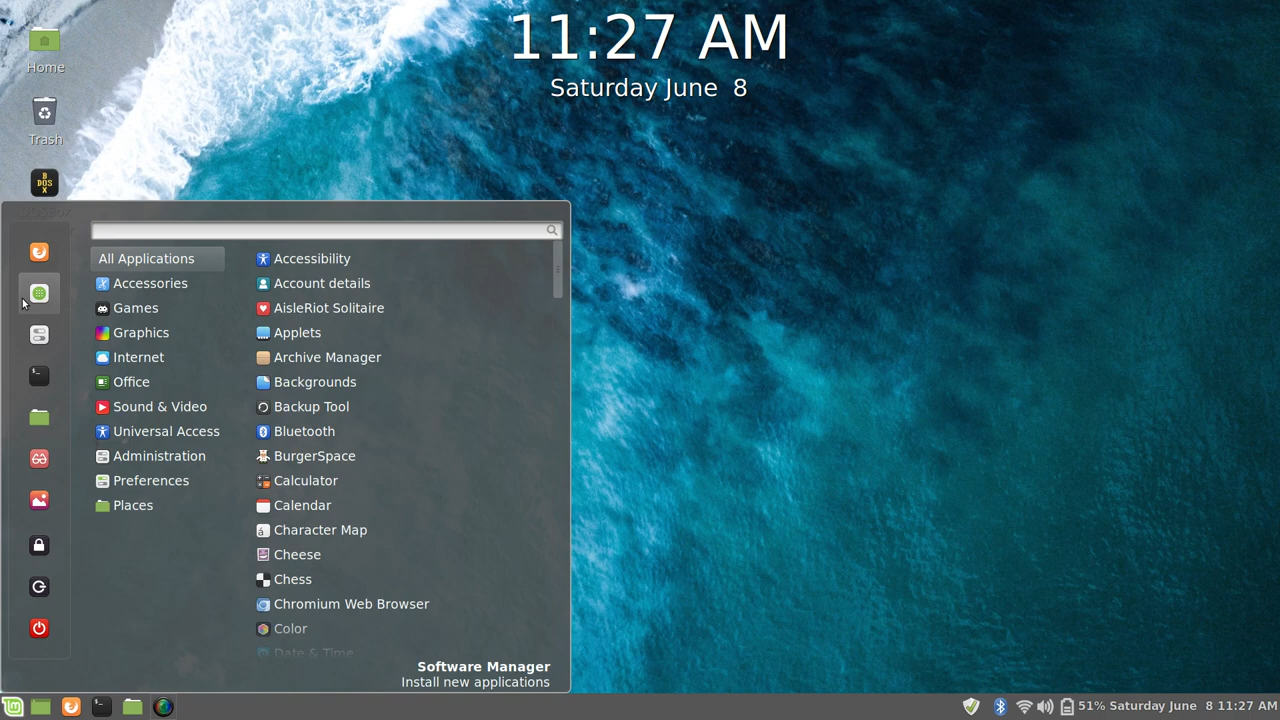 11:27 AM
Saturday June 8
Home
Trash
All Applications
Accessories
Games
Graphics
Internet
Office
Sound & Video
Universal Access
Administration
Preferences
Places
Accessibility
Account details
AisleRiot Solitaire
Applets
Archive Manager
Backgrounds
Backup Tool
Bluetooth
BurgerSpace
Calculator
Calendar
Character Map
Cheese
Chess
Chromium Web Browser
Color
Date & Time
Software Manager
Install new applications
51% Saturday June 8 11:27 AM